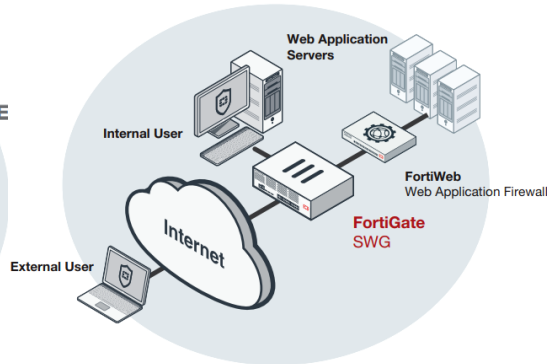 Web Application
Servers
E
Internal User
FortiWeb
Web Application Firewall
FortiGate
SWG
Internet
External User